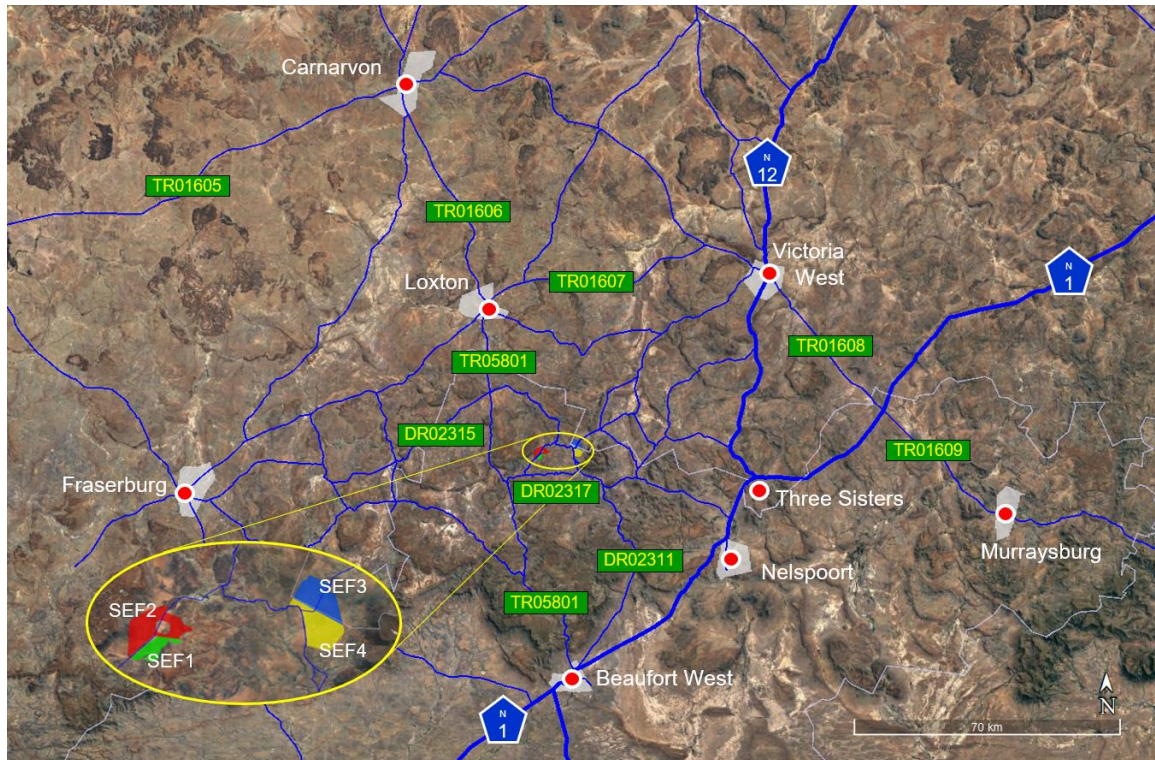 Carnarvon
N
12
TR01605
TR01606
Victoria
West
N
1
Loxton
TR01607
TR01608
TR05801
DR02315
TR01609
Fraserburg
DR02317
Three Sisters
Murraysburg
DR02311
Nelspoort
SEF3
SEF2
TR05801
SEF4
SEF1
Beaufort West
N
1
N
70 km